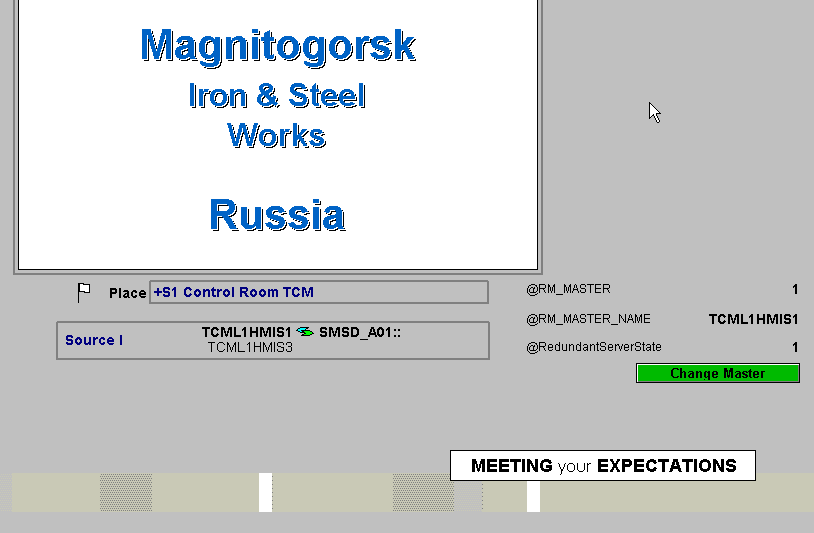 Magnitogorsk
Iron & Steel
Works
Russia
Place +S1 Control Room TCM
Source I TCML1HMIS1 SMSD_A01::
TCML1HMIS3
@RM_MASTER 1
@RM_MASTER_NAME TCML1HMIS1
@RedundantServerState 1
Change Master
MEETING your EXPECTATIONS